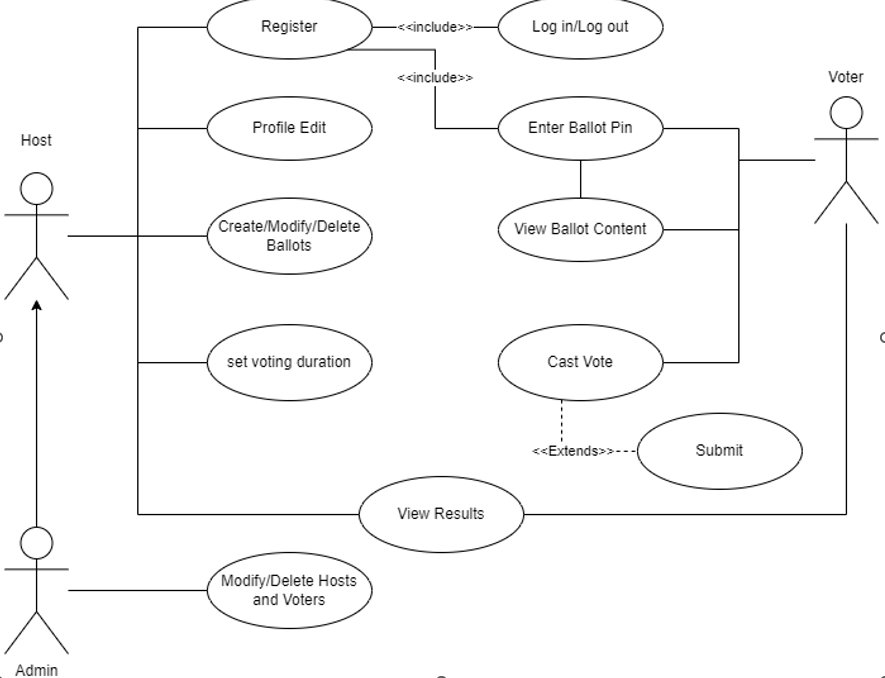 Register
<<include>>
Log in/Log out
<<include>>
Voter
Host
Profile Edit
Enter Ballot Pin
Create/Modify/Delete
Ballots
View Ballot Content
set voting duration
Cast Vote
<<Extends>>
Submit
View Results
Modify/Delete Hosts
and Voters
Admin